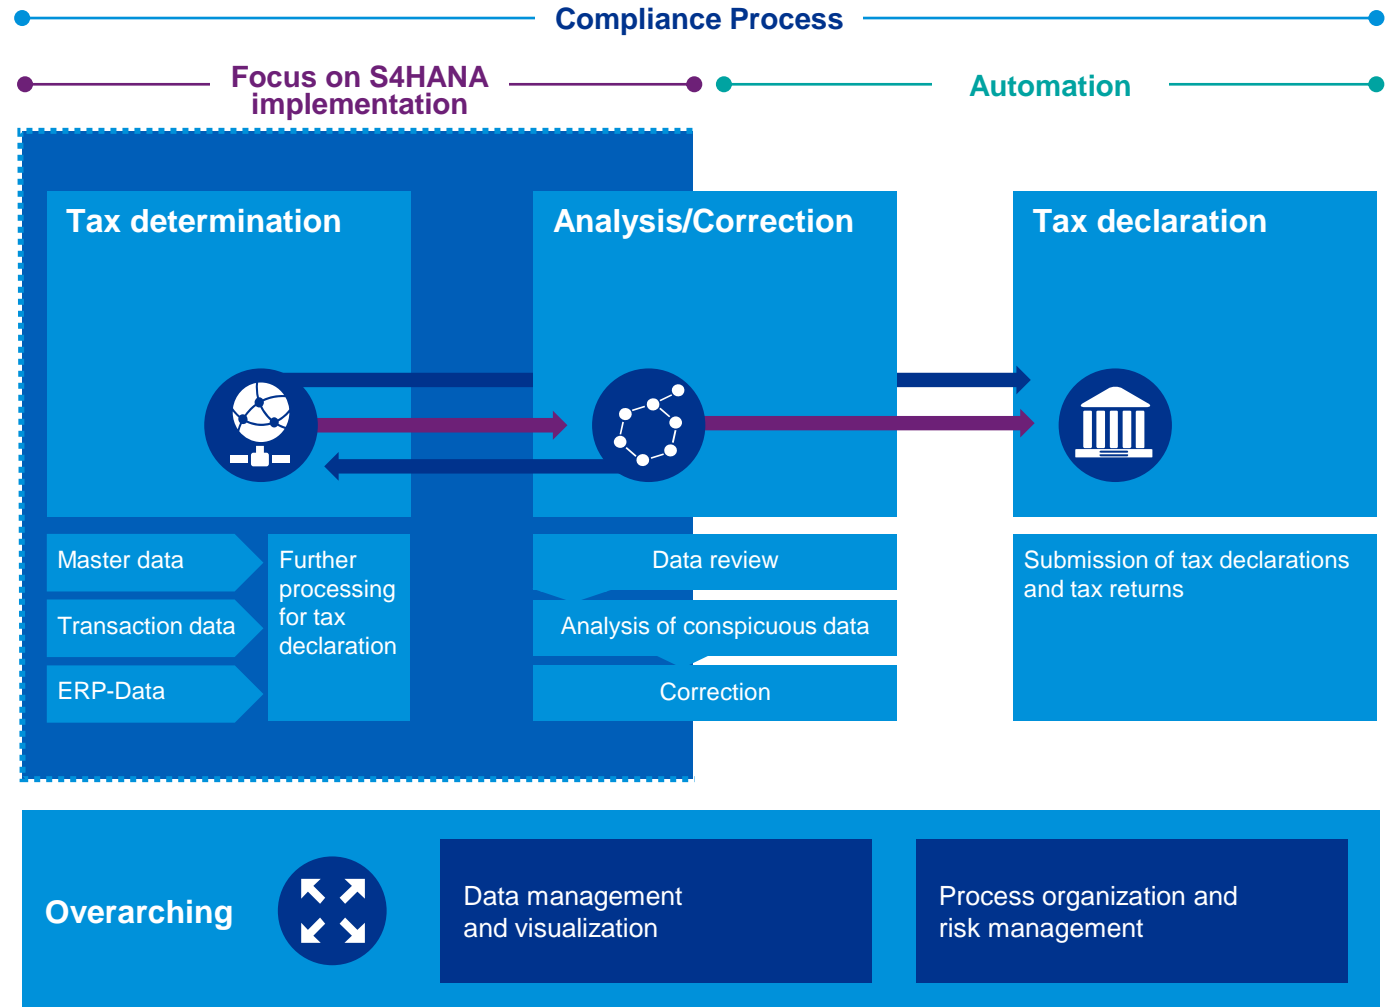 Compliance Process
Focus on S4HANA
implementation
Automation
Tax determination
Analysis/Correction
Tax declaration
Master data
Transaction data
ERP-Data
Further
processing
for tax
declaration
Data review
Analysis of conspicuous data
Correction
Submission of tax declarations
and tax returns
Overarching
Data management
and visualization
Process organization and
risk management